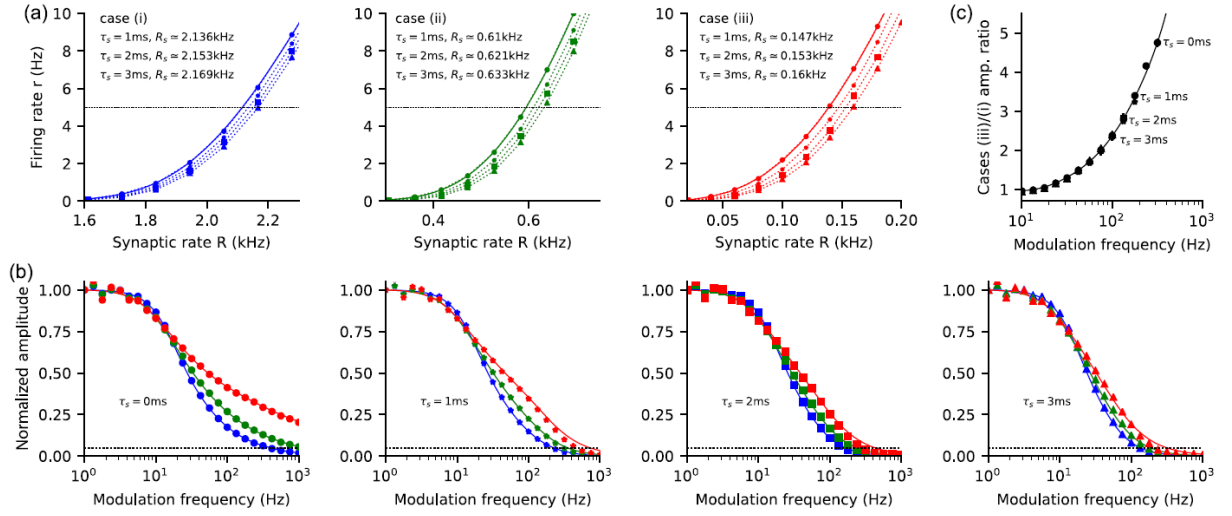 (a)
case (i)
τs = 1ms, Rs ≃ 2.136kHz
τs = 2ms, Rs ≃ 2.153kHz
τs = 3ms, Rs ≃ 2.169kHz
10
8
6
4
2
0
Firing rate r (Hz)
1.6
1.8
2.0
2.2
Synaptic rate R (kHz)
case (ii)
τs = 1ms, Rs ≃ 0.61kHz
τs = 2ms, Rs ≃ 0.621kHz
τs = 3ms, Rs ≃ 0.633kHz
10
8
6
4
2
0
0.4
0.6
Synaptic rate R (kHz)
case (iii)
τs = 1ms, Rs ≃ 0.147kHz
τs = 2ms, Rs ≃ 0.153kHz
τs = 3ms, Rs ≃ 0.16kHz
10
8
6
4
2
0
0.05
0.10
0.15
0.20
Synaptic rate R (kHz)
(c)
Cases (iii)/(i) amp. ratio
5
4
3
2
1
τs = 0ms
τs = 1ms
τs = 2ms
τs = 3ms
10¹
10²
10³
Modulation frequency (Hz)
(b)
Normalized amplitude
1.00
0.75
0.50
0.25
0.00
τs = 0ms
10⁰
10¹
10²
10³
Modulation frequency (Hz)
1.00
0.75
0.50
0.25
0.00
τs = 1ms
10⁰
10¹
10²
10³
Modulation frequency (Hz)
1.00
0.75
0.50
0.25
0.00
τs = 2ms
10⁰
10¹
10²
10³
Modulation frequency (Hz)
1.00
0.75
0.50
0.25
0.00
τs = 3ms
10⁰
10¹
10²
10³
Modulation frequency (Hz)